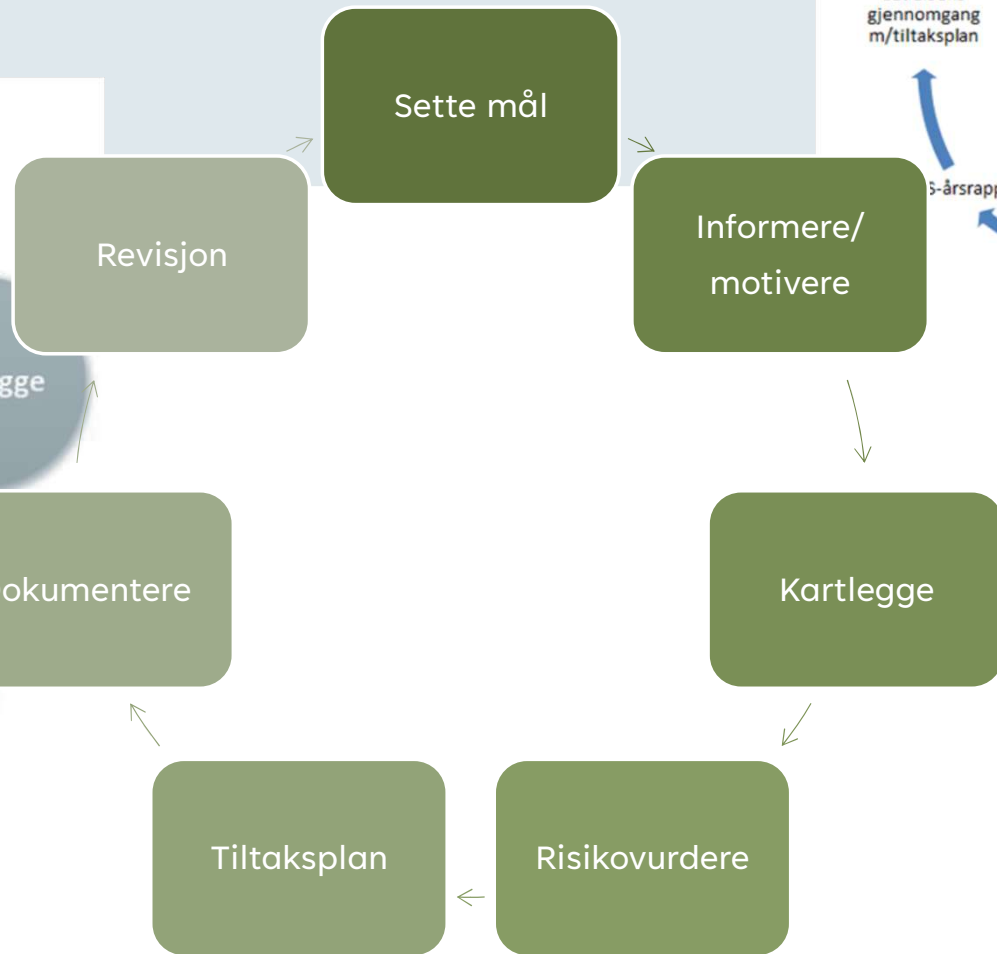 gjennomgang
m/tiltaksplan
Sette mål
S-årsrapp
Informere/
motivere
Revisjon
gge
okumentere
Kartlegge
Tiltaksplan
Risikovurdere